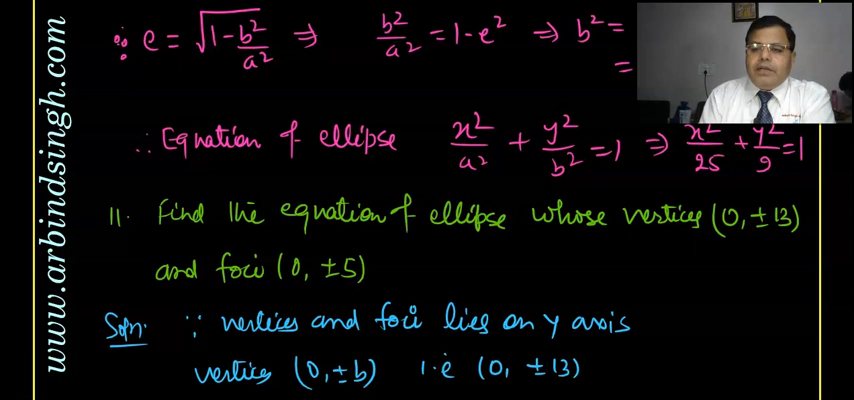 www.arbindsingh.com
∵ e = √(1-b²/a²) ⇒ b²/a² = 1-e² ⇒ b² =
=
∴ Equation of ellipse x²/a² + y²/b² = 1 ⇒ x²/25 + y²/9 = 1
11. Find the equation of ellipse whose vertices (0, ±13)
and foci (0, ±5)
Soln. ∵ vertices and foci lies on y axis
vertices (0, ±b) i.e (0, ±13)